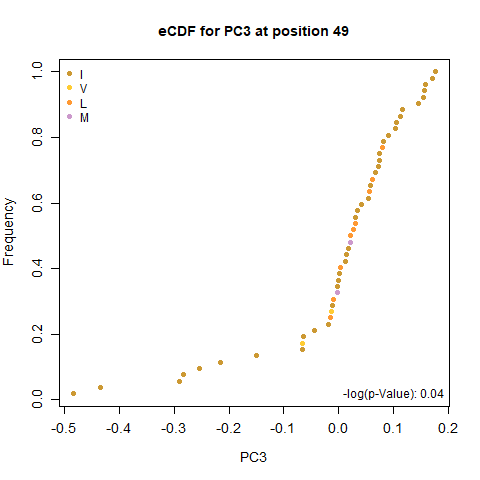 eCDF for PC3 at position 49
I
V
L
M
Frequency
1.0
0.8
0.6
0.4
0.2
0.0
-log(p-Value): 0.04
-0.5 -0.4 -0.3 -0.2 -0.1 0.0 0.1 0.2
PC3